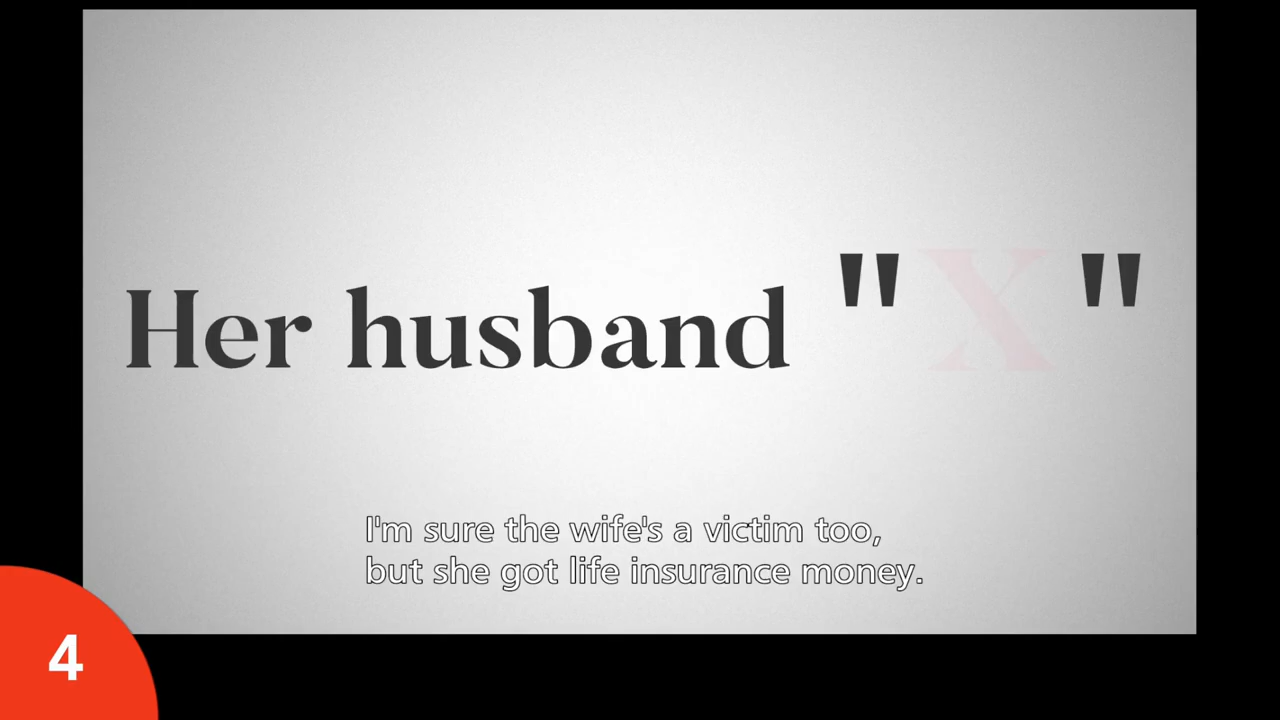 Her husband "X"
I'm sure the wife's a victim too,
but she got life insurance money.
4